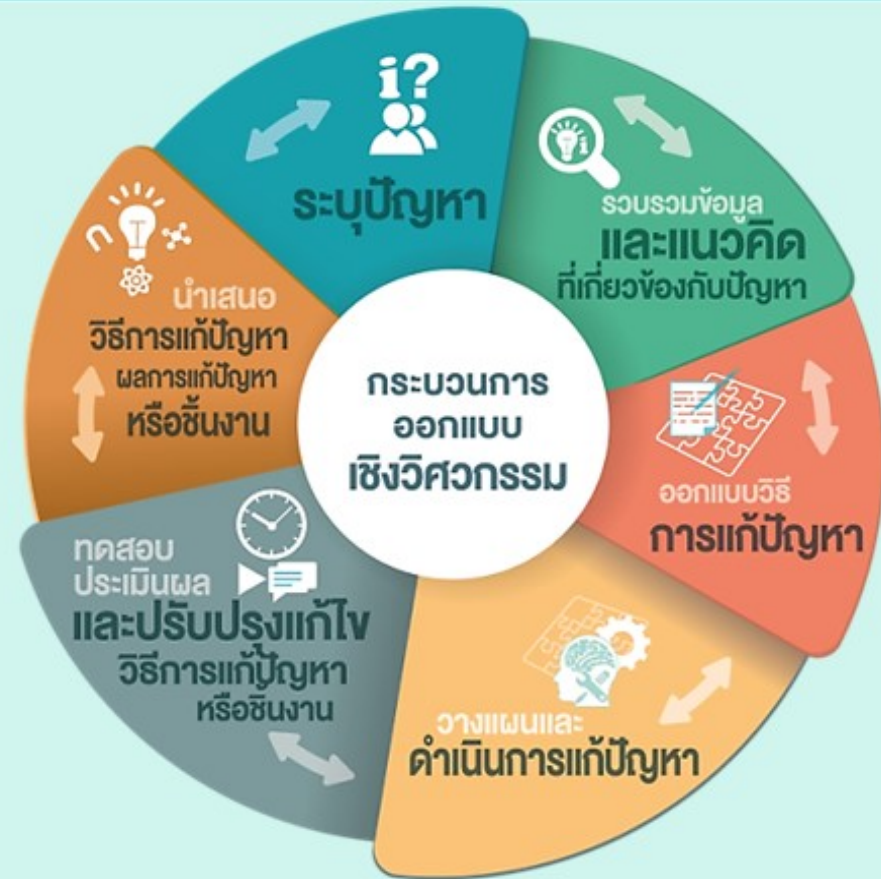 i?
ระบุปัญหา
รวบรวมข้อมูล
และแนวคิด
ที่เกี่ยวข้องกับปัญหา
ออกแบบวิธี
การแก้ปัญหา
วางแผนและ
ดำเนินการแก้ปัญหา
ทดสอบ
ประเมินผล
และปรับปรุงแก้ไข
วิธีการแก้ปัญหา
หรือชินงาน
นำเสนอ
วิธีการแก้ปัญหา
ผลการแก้ปัญหา
หรือชิ้นงาน
กระบวนการ
ออกแบบ
เชิงวิศวกรรม